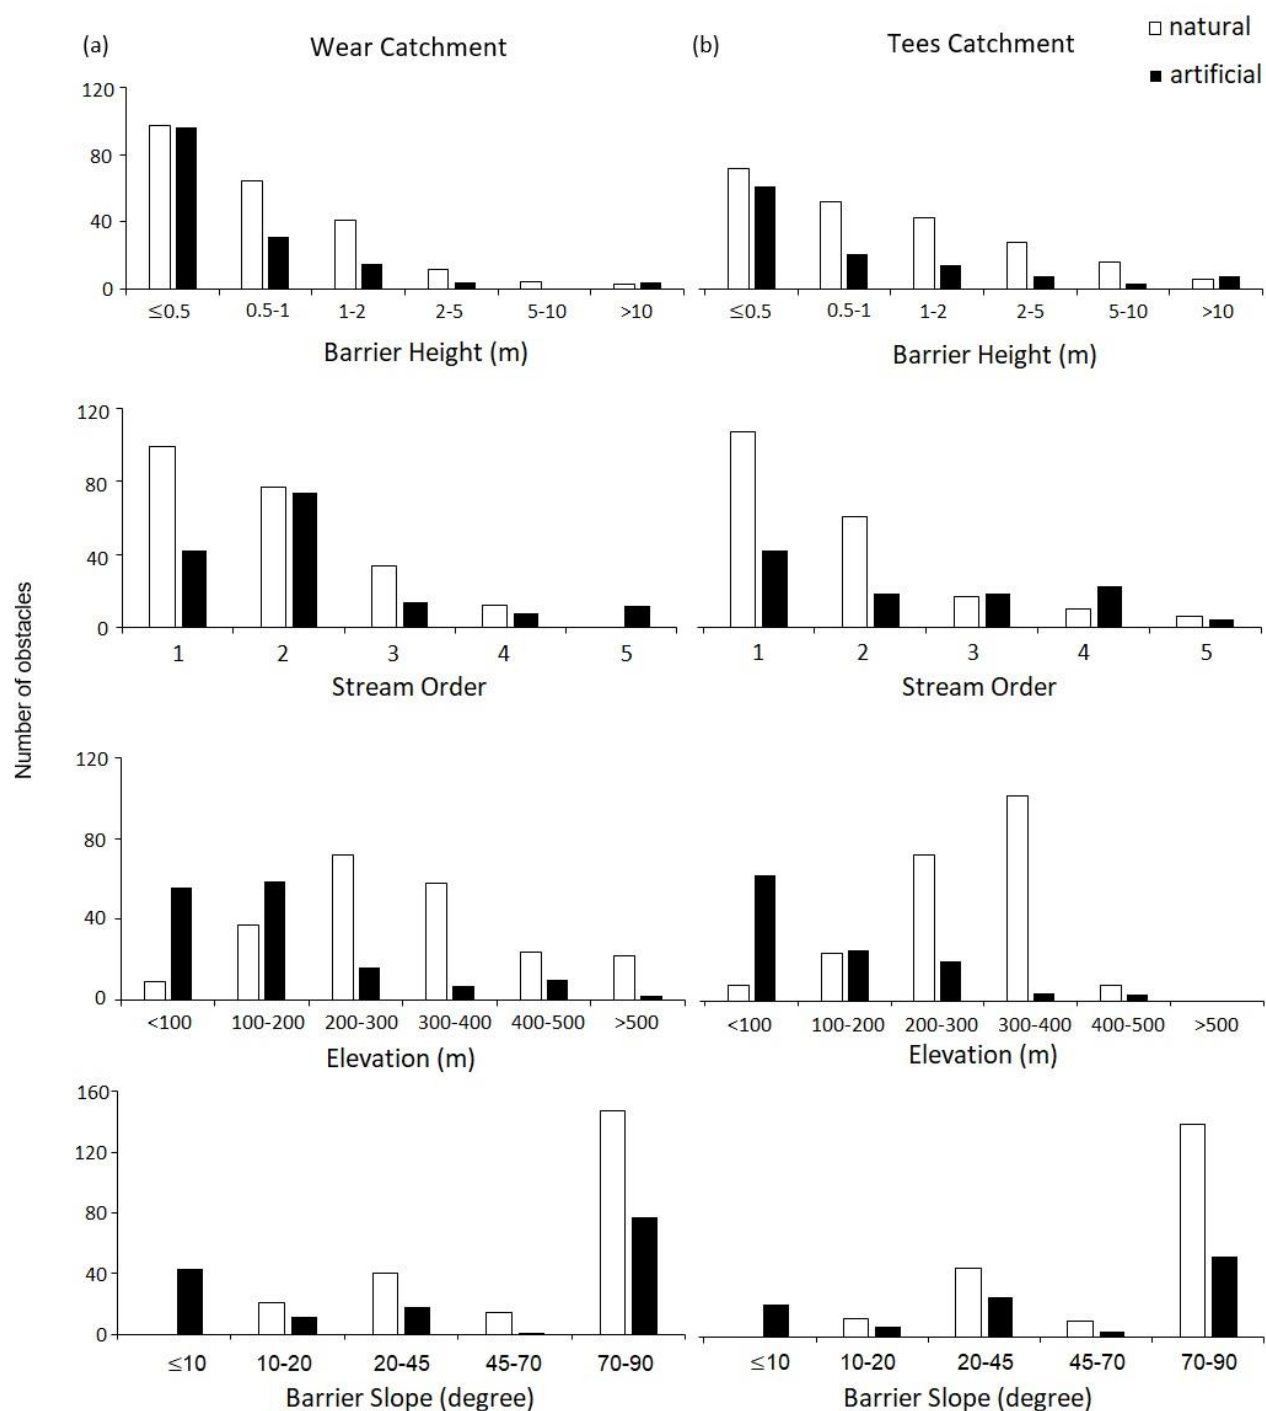 (a) Wear Catchment (b) Tees Catchment
natural
artificial
120
80
40
0
≤0.5 0.5-1 1-2 2-5 5-10 >10
Barrier Height (m)
≤0.5 0.5-1 1-2 2-5 5-10 >10
Barrier Height (m)
120
80
40
0
1 2 3 4 5
Stream Order
1 2 3 4 5
Stream Order
Number of obstacles
120
80
40
0
<100 100-200 200-300 300-400 400-500 >500
Elevation (m)
<100 100-200 200-300 300-400 400-500 >500
Elevation (m)
160
120
80
40
0
≤10 10-20 20-45 45-70 70-90
Barrier Slope (degree)
≤10 10-20 20-45 45-70 70-90
Barrier Slope (degree)